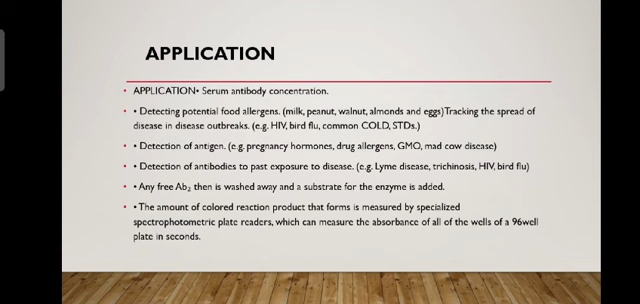 APPLICATION
• APPLICATION• Serum antibody concentration.
• • Detecting potential food allergens. (milk, peanut, walnut, almonds and eggs)Tracking the spread of
disease in disease outbreaks. (e.g. HIV, bird flu, common COLD, STDs.)
• • Detection of antigen. (e.g. pregnancy hormones, drug allergens, GMO, mad cow disease)
• • Detection of antibodies to past exposure to disease. (e.g. Lyme disease, trichinosis, HIV, bird flu)
• • Any free Ab₂ then is washed away and a substrate for the enzyme is added.
• • The amount of colored reaction product that forms is measured by specialized
spectrophotometric plate readers, which can measure the absorbance of all of the wells of a 96well
plate in seconds.